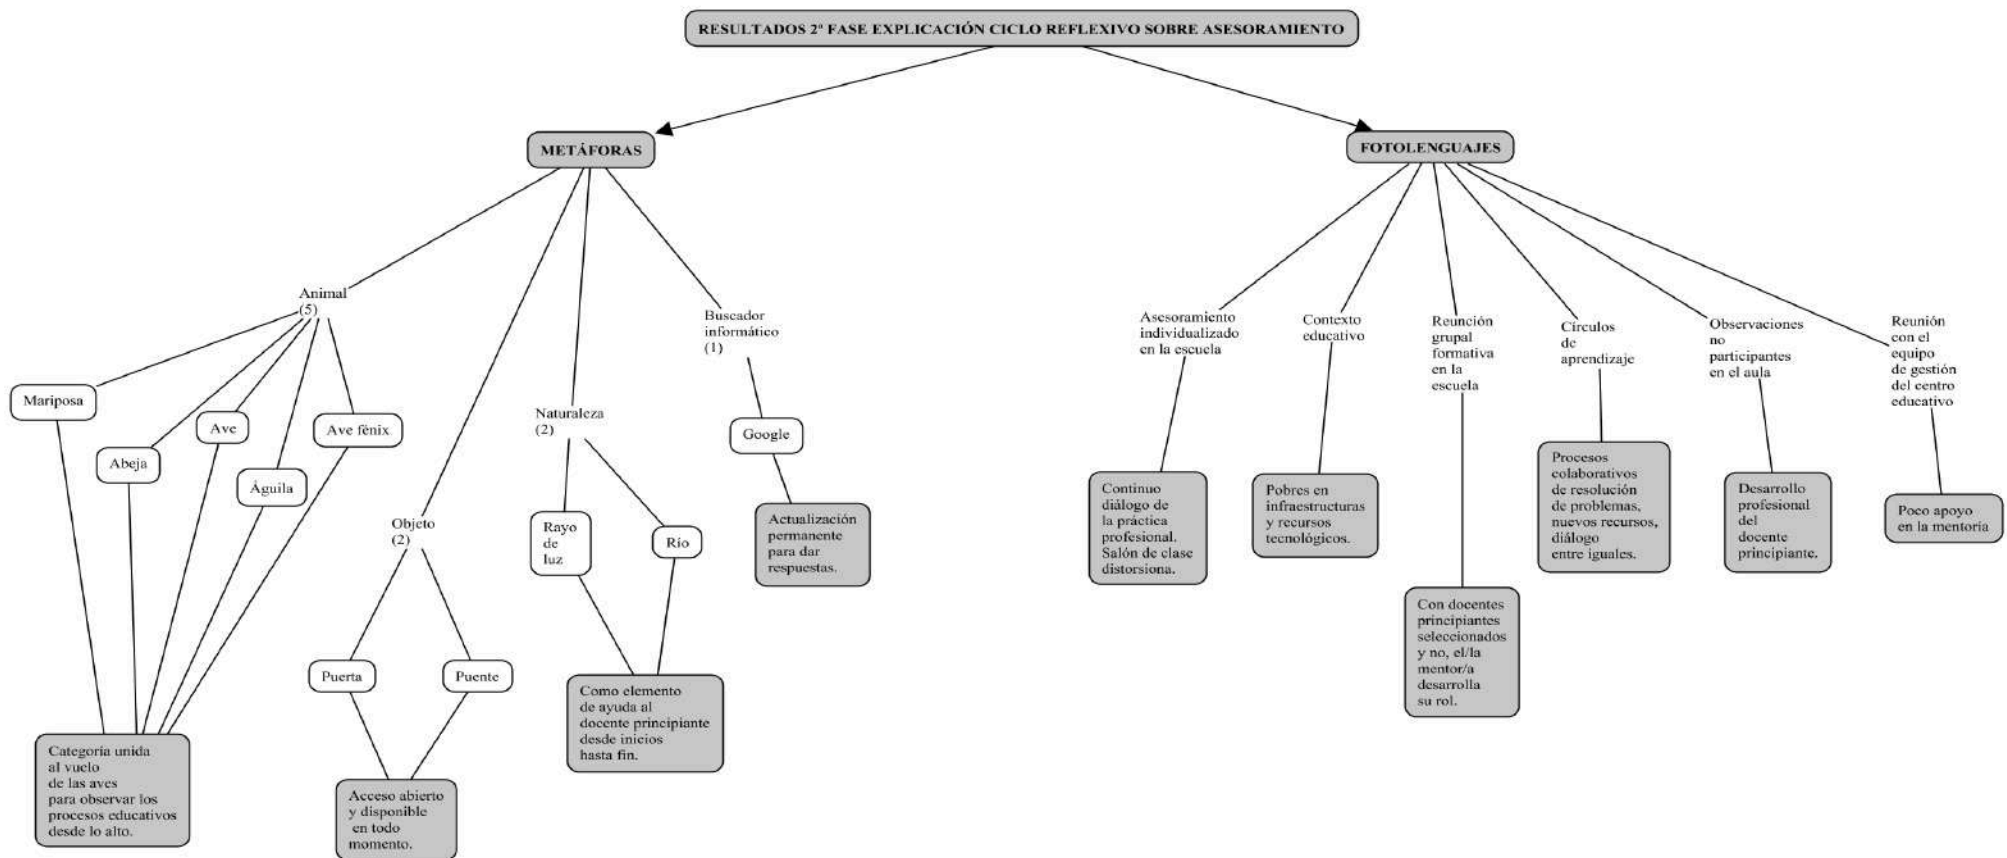 RESULTADOS 2ª FASE EXPLICACIÓN CICLO REFLEXIVO SOBRE ASESORAMIENTO
METÁFORAS
FOTOLENGUAJES
Animal
(5)
Mariposa
Abeja
Ave
Águila
Ave fénix
Categoría unida
al vuelo
de las aves
para observar los
procesos educativos
desde lo alto.
Objeto
(2)
Puerta
Puente
Acceso abierto
y disponible
en todo
momento.
Naturaleza
(2)
Rayo
de
luz
Río
Como elemento
de ayuda al
docente principiante
desde inicios
hasta fin.
Buscador
informático
(1)
Google
Actualización
permanente
para dar
respuestas.
Asesoramiento
individualizado
en la escuela
Continuo
diálogo de
la práctica
profesional.
Salón de clase
distorsiona.
Contexto
educativo
Pobres en
infraestructuras
y recursos
tecnológicos.
Reunción
grupal
formativa
en la
escuela
Con docentes
principiantes
seleccionados
y no, el/la
mentor/a
desarrolla
su rol.
Círculos
de
aprendizaje
Procesos
colaborativos
de resolución
de problemas,
nuevos recursos,
diálogo
entre iguales.
Observaciones
no
participantes
en el aula
Desarrollo
profesional
del
docente
principiante.
Reunión
con el
equipo
de gestión
del centro
educativo
Poco apoyo
en la mentoría